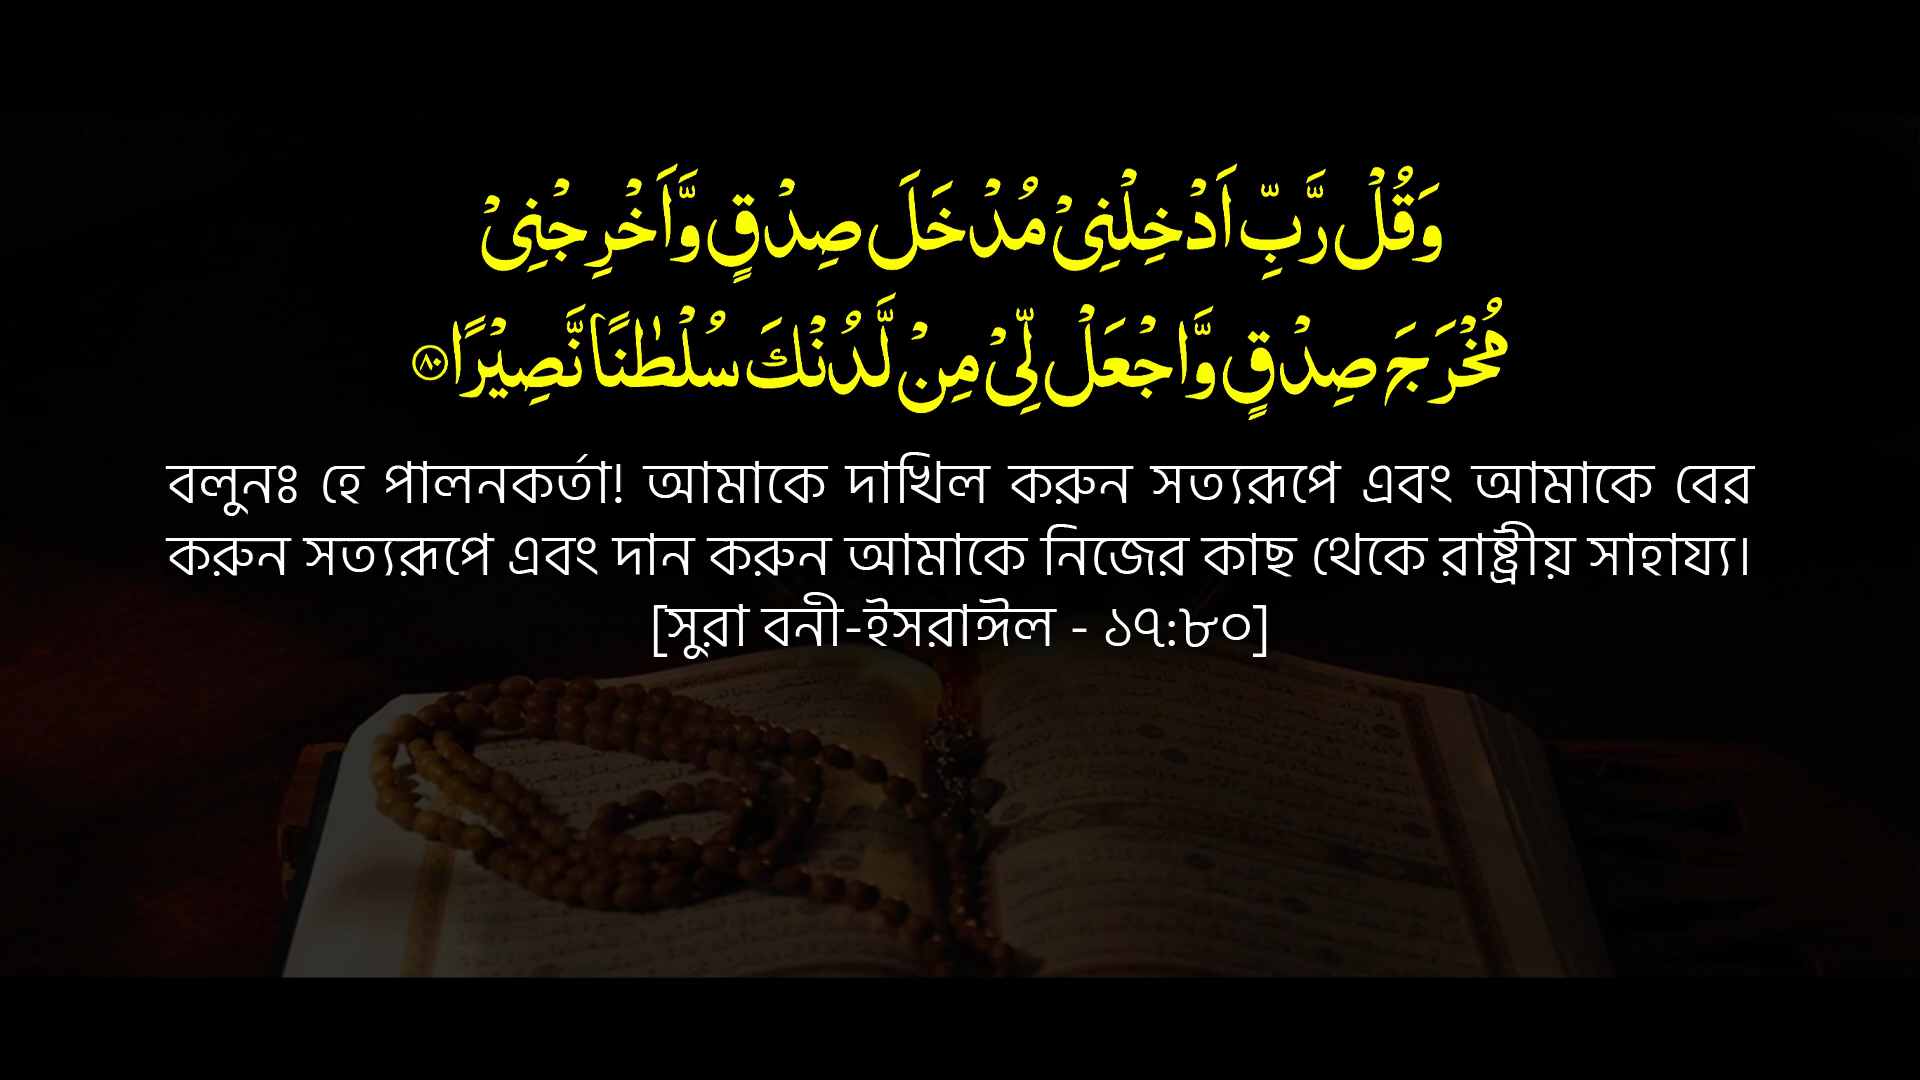 وَقُلْ رَّبِّ اَدْخِلْنِیْ مُدْخَلَ صِدْقٍ وَّاَخْرِجْنِیْ
مُخْرَجَ صِدْقٍ وَّاجْعَلْ لِّیْ مِنْ لَّدُنْكَ سُلْطٰنًا نَّصِیْرًا ﴿۸۰﴾
বলুনঃ হে পালনকর্তা! আমাকে দাখিল করুন সত্যরূপে এবং আমাকে বের
করুন সত্যরূপে এবং দান করুন আমাকে নিজের কাছ থেকে রাষ্ট্রীয় সাহায্য।
[সুরা বনী-ইসরাঈল - ১৭:৮০]